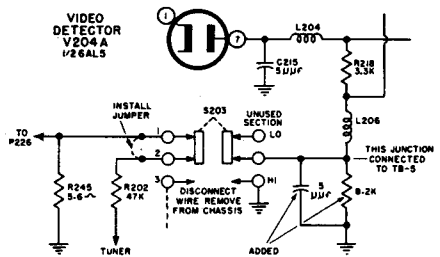 VIDEO
DETECTOR
V204A
1/26AL5
1
7
L204
C215
5μμf
R218
3.3K
L206
INSTALL
JUMPER
S203
UNUSED
SECTION
TO
P226
1
LO
2
THIS JUNCTION
CONNECTED
TO TB-5
3
HI
R245
5-6
R202
47K
DISCONNECT
WIRE REMOVE
FROM CHASSIS
5
μμf
8-2K
TUNER
ADDED